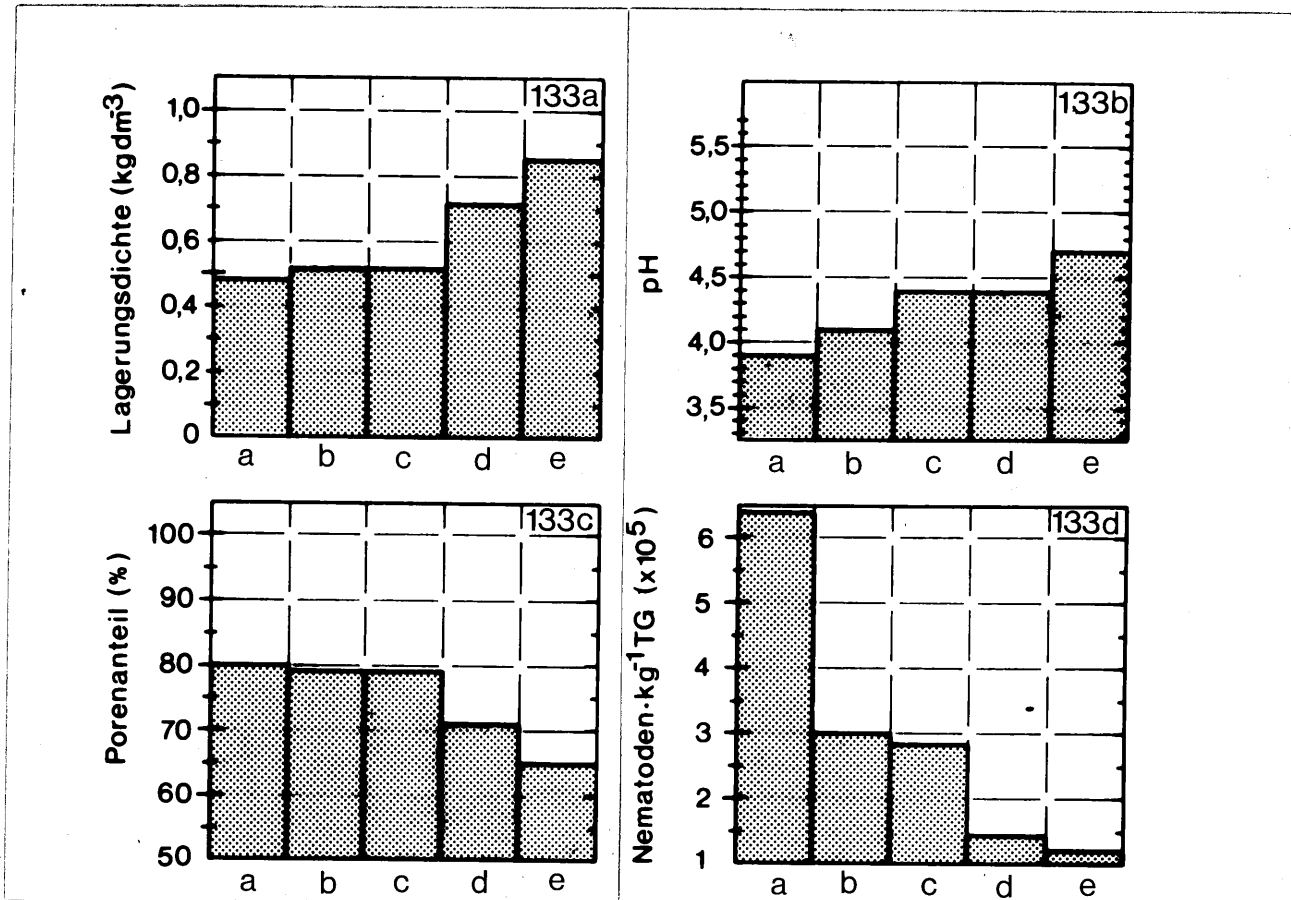 133a
Lagerungsdichte (kgdm⁻³)
1,0
0,8
0,6
0,4
0,2
0
a b c d e
133b
pH
5,5
5,0
4,5
4,0
3,5
a b c d e
133c
Porenanteil (%)
100
90
80
70
60
50
a b c d e
133d
Nematoden·kg⁻¹TG (x10⁵)
6
5
4
3
2
1
a b c d e